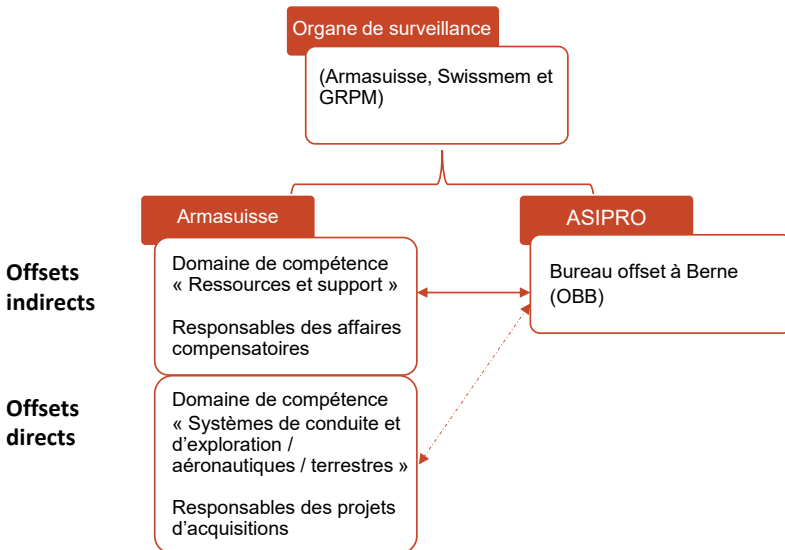 Organe de surveillance
(Armasuisse, Swissmem et
GRPM)
Armasuisse
ASIPRO
Offsets
indirects
Domaine de compétence
« Ressources et support »
Responsables des affaires
compensatoires
Bureau offset à Berne
(OBB)
Offsets
directs
Domaine de compétence
« Systèmes de conduite et
d'exploration /
aéronautiques / terrestres »
Responsables des projets
d'acquisitions